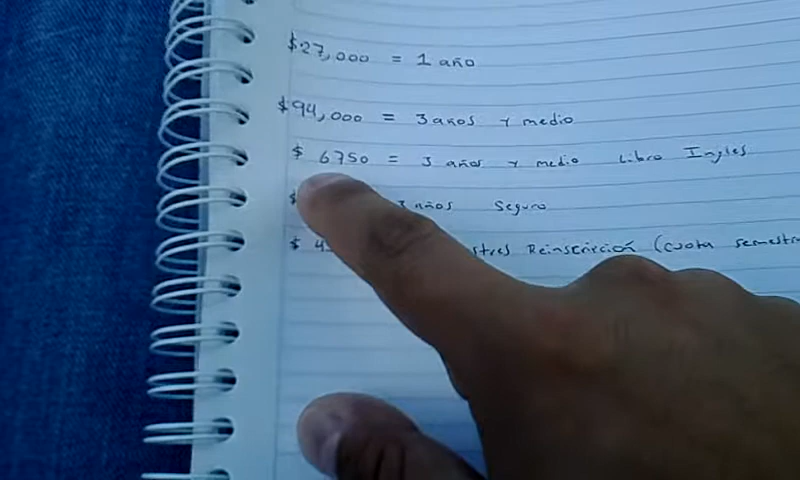 $27,000 = 1 año
$94,000 = 3 años y medio
$ 6750 = 3 años y medio Libro Ingles
$ años Seguro
$ 4 Reinscripción (cuota